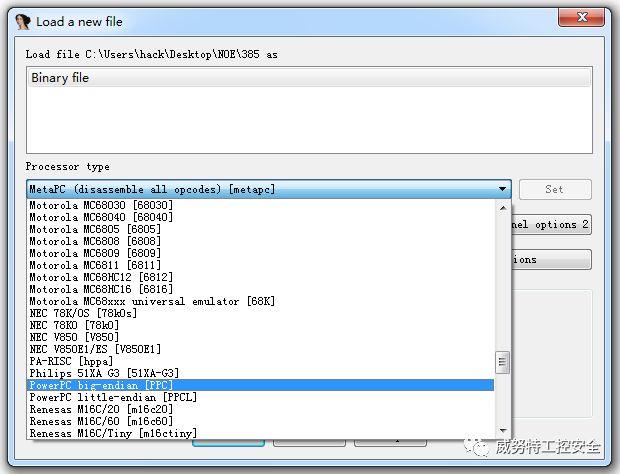 Load a new file
Load file C:\Users\hack\Desktop\NOE\385 as
Binary file
Processor type
MetaPC (disassemble all opcodes) [metapc]
Set
Motorola MC68030 [68030]
Motorola MC68040 [68040]
Motorola MC6805 [6805]
Motorola MC6808 [6808]
Motorola MC6809 [6809]
Motorola MC6811 [6811]
Motorola MC68HC12 [6812]
Motorola MC68HC16 [6816]
Motorola MC68xxx universal emulator [68K]
NEC 78K/0S [78k0s]
NEC 78K0 [78k0]
NEC V850 [V850]
NEC V850E1/ES [V850E1]
PA-RISC [hppa]
Philips 51XA G3 [51XA-G3]
PowerPC big-endian [PPC]
PowerPC little-endian [PPCL]
Renesas M16C/20 [m16c20]
Renesas M16C/60 [m16c60]
Renesas M16C/Tiny [m16ctiny]
nel options 2
ions
威努特工控安全